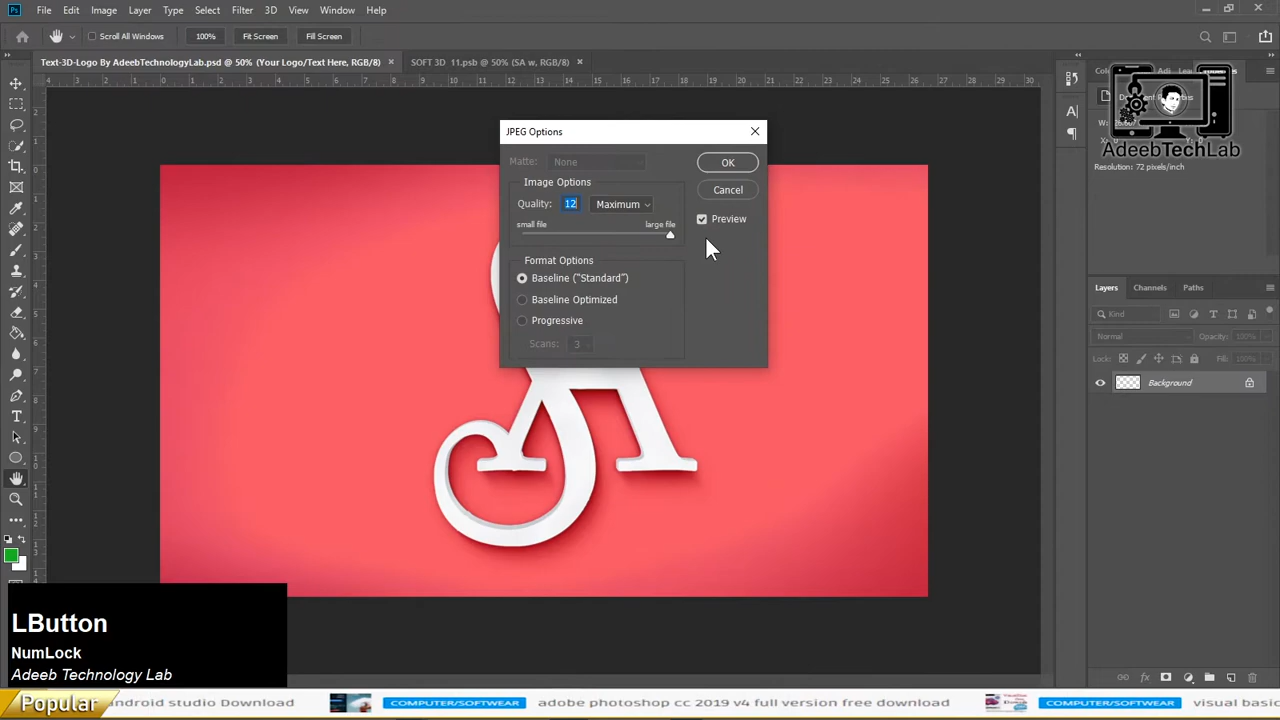 Ps File Edit Image Layer Type Select Filter 3D View Window Help
Scroll All Windows 100% Fit Screen Fill Screen
Text-3D-Logo By AdeebTechnologyLab.psd @ 50% (Your Logo/Text Here, RGB/6) × SOFT 3D 11.psb @ 50% (SA w, RGB/8) ×
JPEG Options
Matte: None
OK
Image Options
Cancel
Quality: 12 Maximum
Preview
small file large file
Format Options
Baseline ("Standard")
Baseline Optimized
Progressive
Scans: 3
AdeebTechLab
Resolution: 72 pixels/inch
Layers Channels Paths
Kind
Normal Opacity: 100%
Lock: Fill: 100%
Background
LButton
NumLock
Adeeb Technology Lab
Popular android studio Download COMPUTER/SOFTWEAR adobe photoshop cc 2019 v4 full version free download COMPUTER/SOFTWEAR visual basic